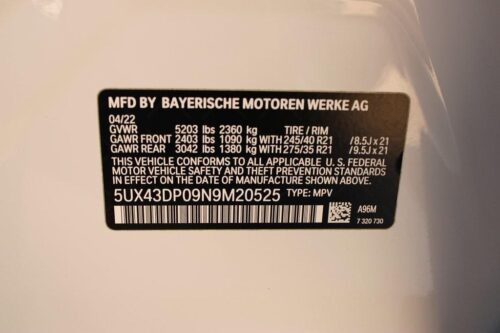 MFD BY BAYERISCHE MOTOREN WERKE AG
04/22
GVWR 5203 lbs 2360 kg TIRE / RIM
GAWR FRONT 2403 lbs 1090 kg WITH 245/40 R21 /8.5J x 21
GAWR REAR 3042 lbs 1380 kg WITH 275/35 R21 /9.5J x 21
THIS VEHICLE CONFORMS TO ALL APPLICABLE U. S. FEDERAL
MOTOR VEHICLE SAFETY, BUMPER, AND THEFT
PREVENTION STANDARDS IN EFFECT ON THE DATE OF MANUFACTURE SHOWN ABOVE.
5UX43DP09N9M20525 TYPE: MPV
A96M
7 320 730